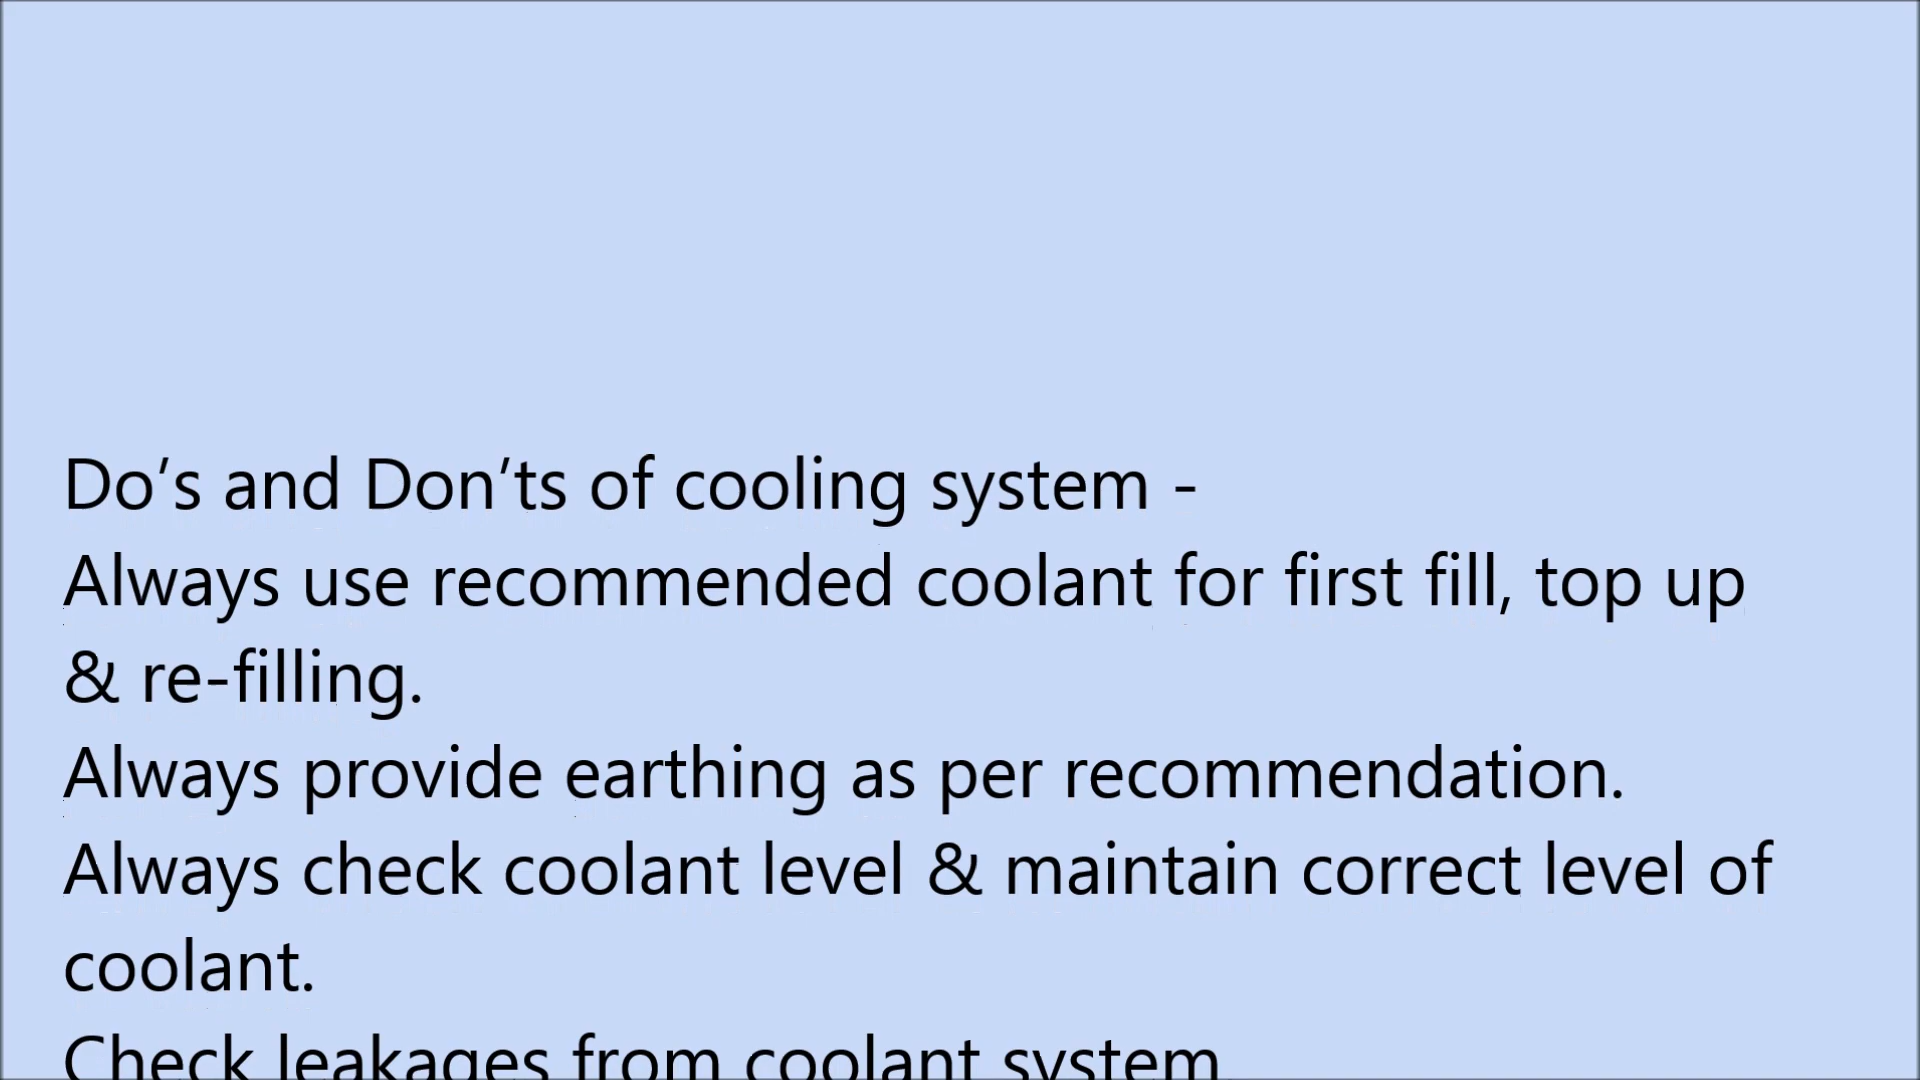 Do’s and Don’ts of cooling system -
Always use recommended coolant for first fill, top up
& re-filling.
Always provide earthing as per recommendation.
Always check coolant level & maintain correct level of
coolant.
Check leakages from coolant system.